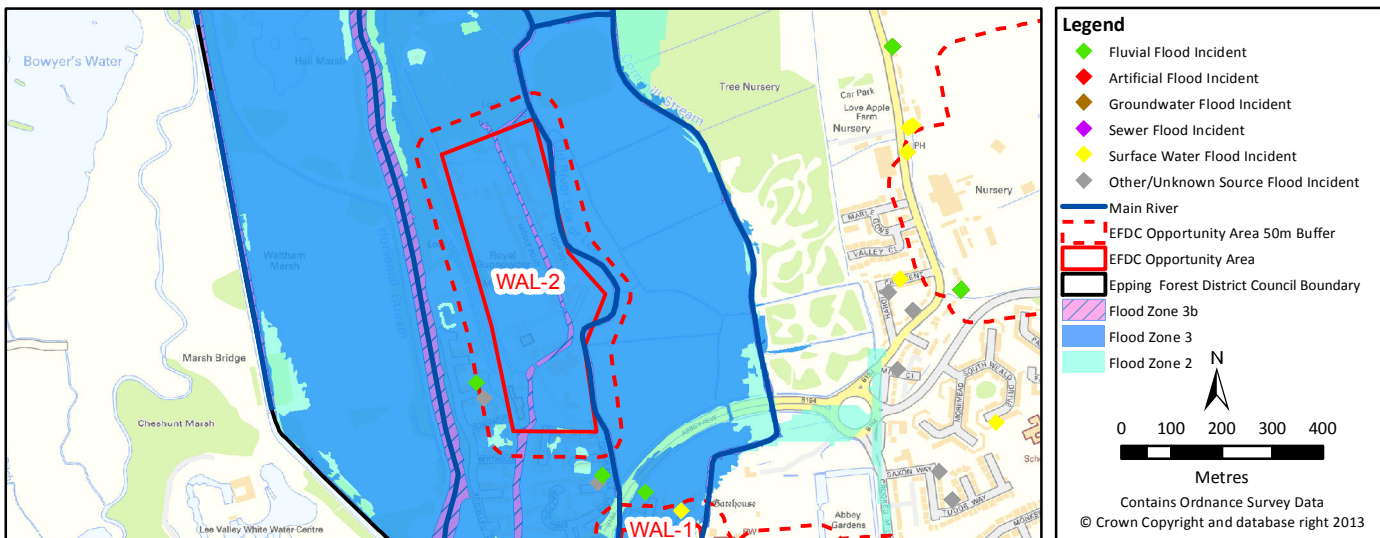 Bowyer's Water
Hall Marsh
Tree Nursery
Car Park
Love Apple
Farm
Nursery
PH
Nursery
VALLEY CL
Waltham
Marsh
Royal
Gunpowder
WAL-2
Marsh Bridge
B194
Cheshunt Marsh
SAXON WAY
Gatehouse
Abbey
Gardens
Lee Valley White Water Centre
WAL-1
Legend
Fluvial Flood Incident
Artificial Flood Incident
Groundwater Flood Incident
Sewer Flood Incident
Surface Water Flood Incident
Other/Unknown Source Flood Incident
Main River
EFDC Opportunity Area 50m Buffer
EFDC Opportunity Area
Epping Forest District Council Boundary
Flood Zone 3b
Flood Zone 3
Flood Zone 2
N
0 100 200 300 400
Metres
Contains Ordnance Survey Data
© Crown Copyright and database right 2013